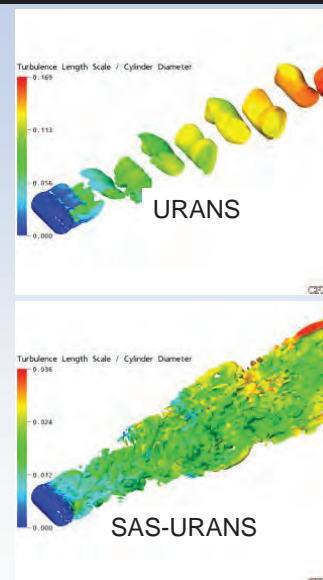 Turbulence Length Scale / Cylinder Diameter
0.169
0.113
0.056
0.000
URANS
Turbulence Length Scale / Cylinder Diameter
0.036
0.024
0.012
0.000
SAS-URANS